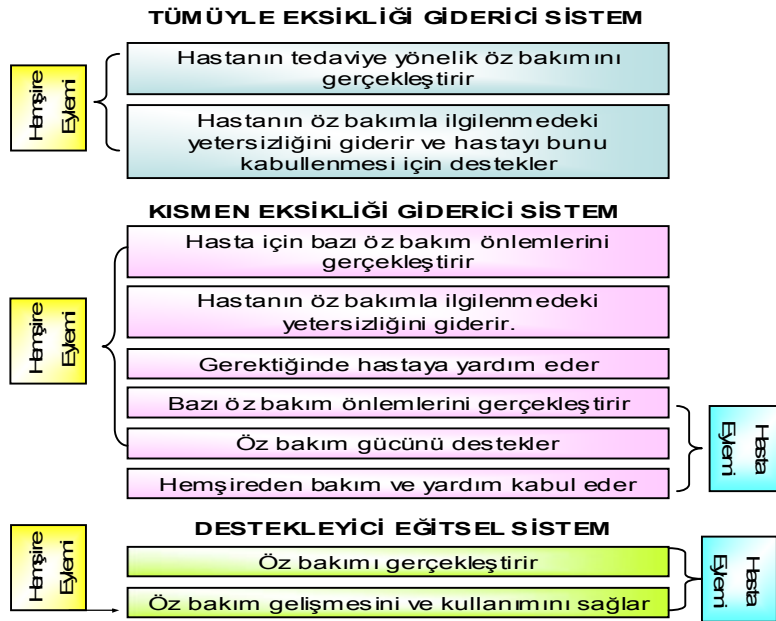 TÜMÜYLE EKSİKLİĞİ GİDERİCİ SİSTEM
Hemşire
Eylemi
Hastanın tedaviye yönelik öz bakımını
gerçekleştirir
Hastanın öz bakımla ilgilenmedeki
yetersizliğini giderir ve hastayı bunu
kabullenmesi için destekler
KISMEN EKSİKLİĞİ GİDERİCİ SİSTEM
Hemşire
Eylemi
Hasta için bazı öz bakım önlemlerini
gerçekleştirir
Hastanın öz bakımla ilgilenmedeki
yetersizliğini giderir.
Gerektiğinde hastaya yardım eder
Bazı öz bakım önlemlerini gerçekleştirir
Öz bakım gücünü destekler
Hemşireden bakım ve yardım kabul eder
Hasta
Eylemi
DESTEKLEYİCİ EĞİTSEL SİSTEM
Hemşire
Eylemi
Öz bakımı gerçekleştirir
Öz bakım gelişmesini ve kullanımını sağlar
Hasta
Eylemi